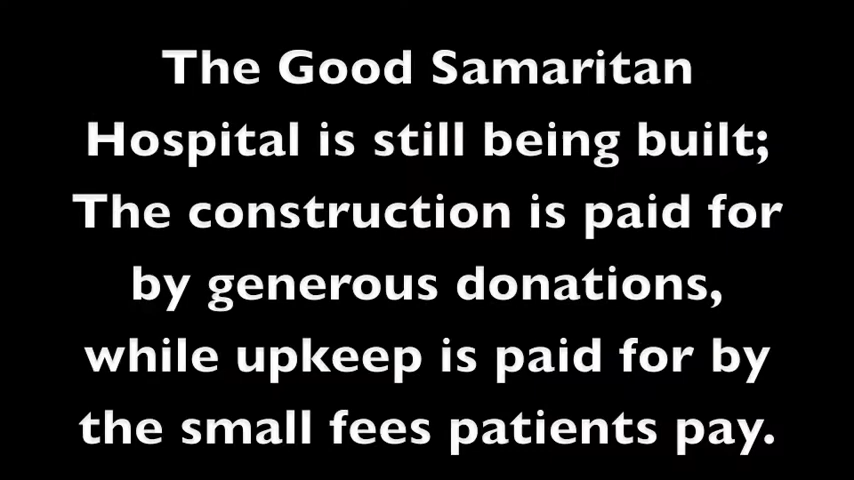 The Good Samaritan
Hospital is still being built;
The construction is paid for
by generous donations,
while upkeep is paid for by
the small fees patients pay.